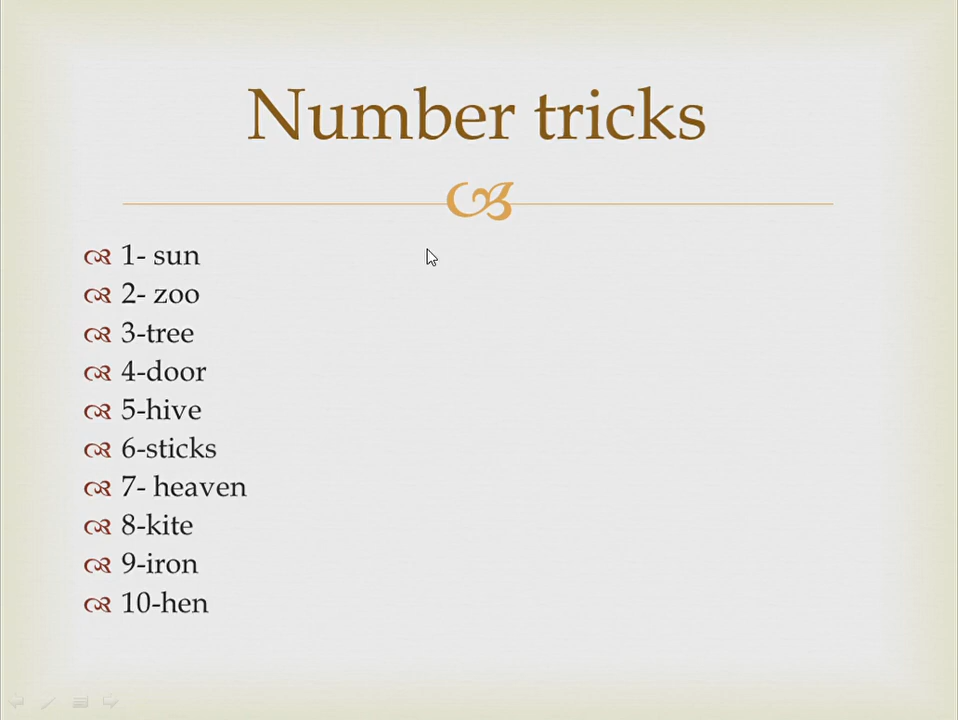 Number tricks
1- sun
2- zoo
3-tree
4-door
5-hive
6-sticks
7- heaven
8-kite
9-iron
10-hen